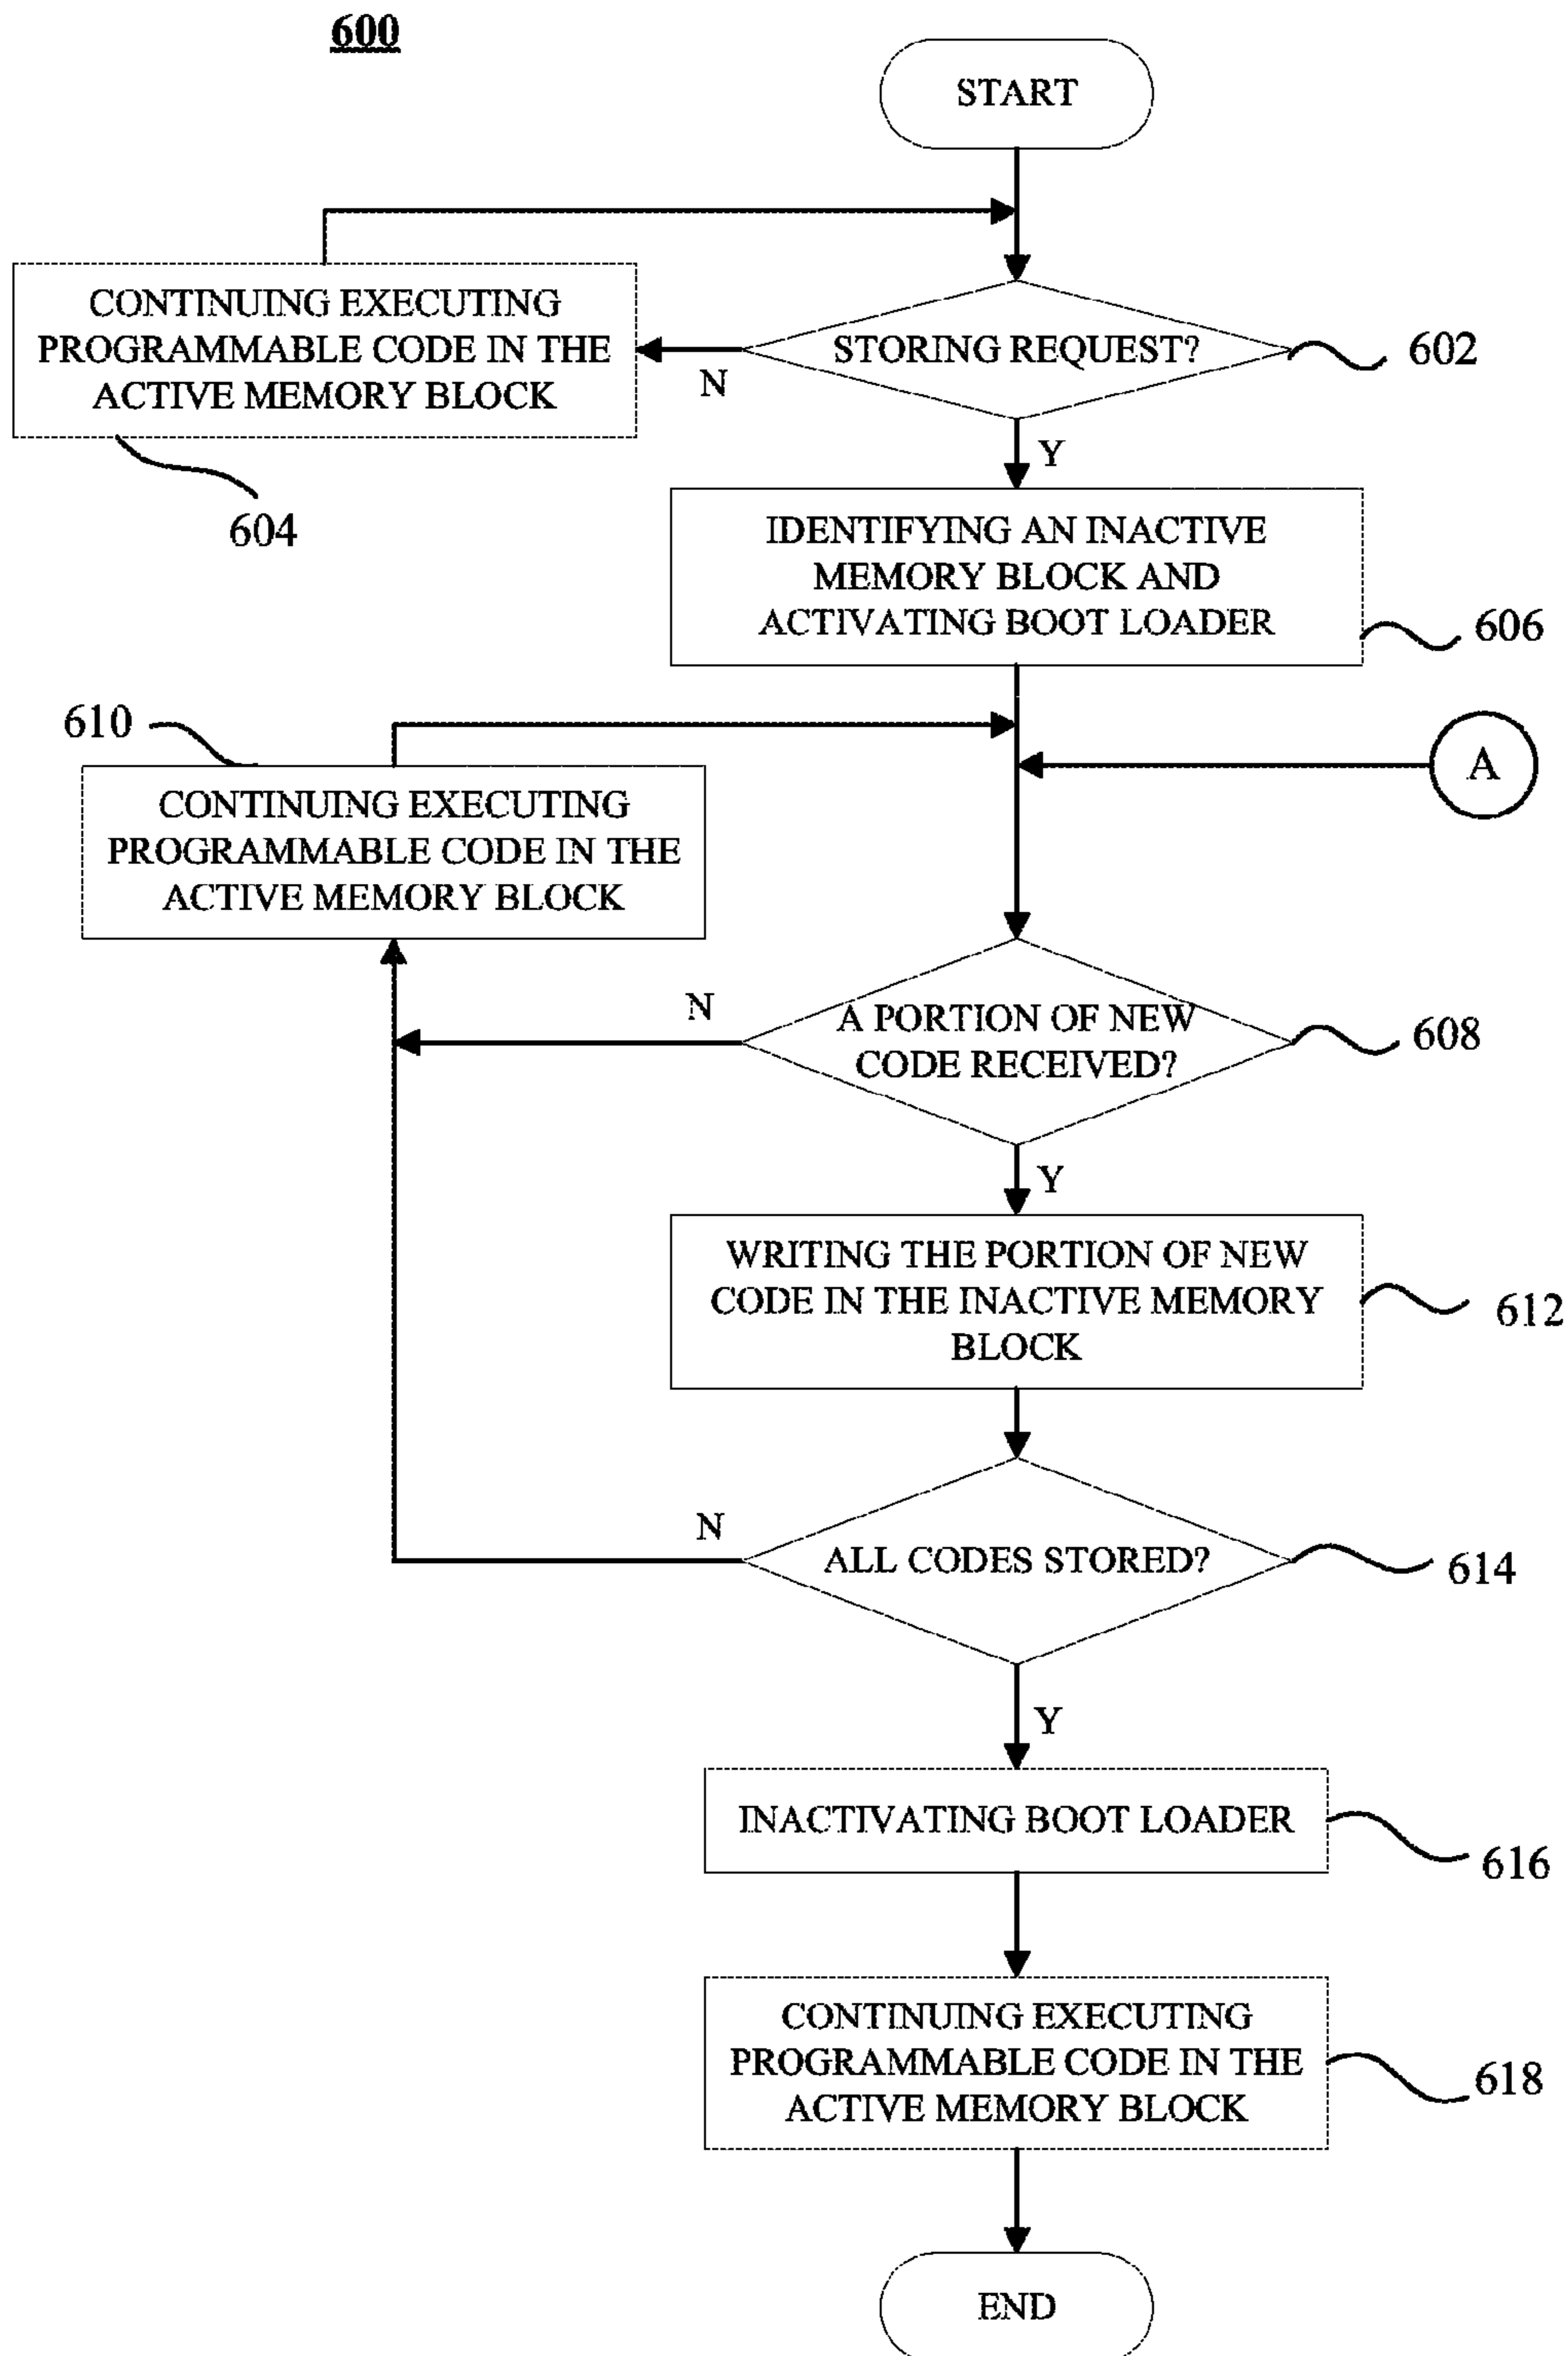 600
START
CONTINUING EXECUTING
PROGRAMMABLE CODE IN THE
ACTIVE MEMORY BLOCK
604
STORING REQUEST?
602
N
Y
IDENTIFYING AN INACTIVE
MEMORY BLOCK AND
ACTIVATING BOOT LOADER
606
610
A
CONTINUING EXECUTING
PROGRAMMABLE CODE IN THE
ACTIVE MEMORY BLOCK
N
A PORTION OF NEW
CODE RECEIVED?
608
Y
WRITING THE PORTION OF NEW
CODE IN THE INACTIVE MEMORY
BLOCK
612
N
ALL CODES STORED?
614
Y
INACTIVATING BOOT LOADER
616
CONTINUING EXECUTING
PROGRAMMABLE CODE IN THE
ACTIVE MEMORY BLOCK
618
END